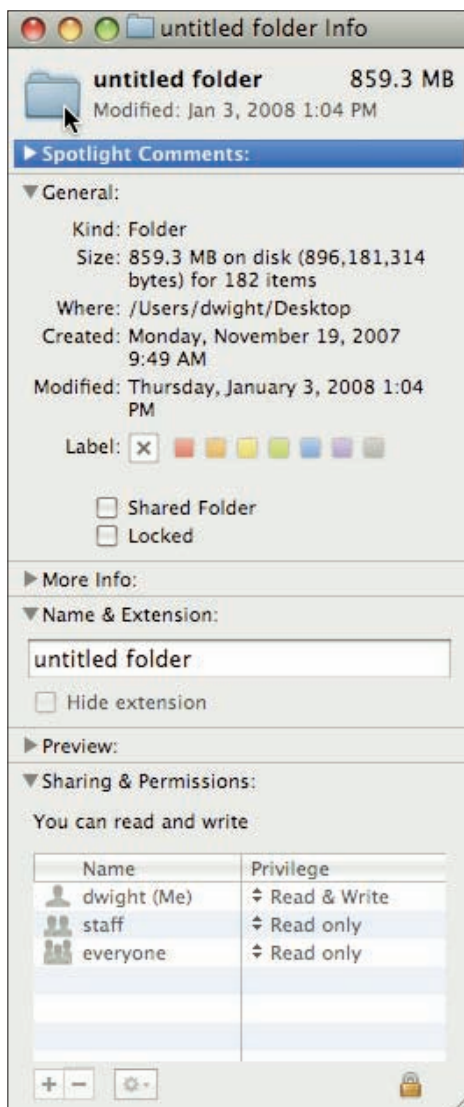 untitled folder Info
untitled folder 859.3 MB
Modified: Jan 3, 2008 1:04 PM
Spotlight Comments:
General:
Kind: Folder
Size: 859.3 MB on disk (896,181,314
bytes) for 182 items
Where: /Users/dwight/Desktop
Created: Monday, November 19, 2007
9:49 AM
Modified: Thursday, January 3, 2008 1:04
PM
Label:
Shared Folder
Locked
More Info:
Name & Extension:
untitled folder
Hide extension
Preview:
Sharing & Permissions:
You can read and write
Name Privilege
dwight (Me) Read & Write
staff Read only
everyone Read only